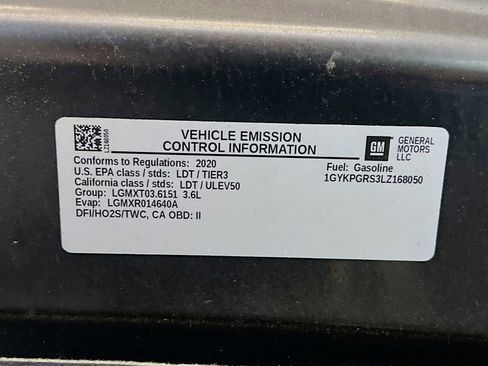 LZ168050
VEHICLE EMISSION
CONTROL INFORMATION
GM
GENERAL
MOTORS
LLC
Conforms to Regulations: 2020
U.S. EPA class / stds: LDT / TIER3
California class / stds: LDT / ULEV50
Group: LGMXT03.6151 3.6L
Evap: LGMXR014640A
DFI/HO2S/TWC, CA OBD: II
Fuel: Gasoline
1GYKPGRS3LZ168050